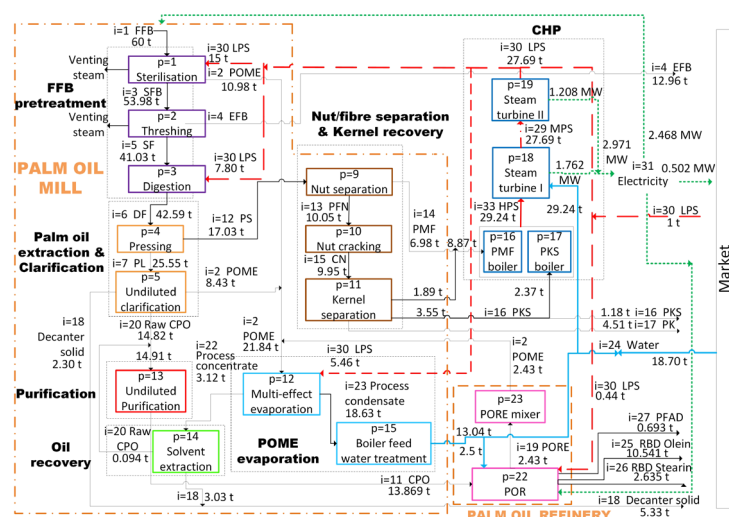 i=1 FFB
60 t
Venting
steam
i=30 LPS
15 t
i=2 POME
10.98 t
p=1
Sterilisation
FFB
pretreatment
i=3 SFB
53.98 t
Venting
steam
p=2
Threshing
i=4 EFB
i=5 SF
41.03 t
i=30 LPS
7.80 t
p=3
Digestion
PALM OIL
MILL
i=6 DF
42.59 t
i=12 PS
17.03 t
p=4
Pressing
Palm oil
extraction &
Clarification
i=7 PL
25.55 t
i=2 POME
8.43 t
p=5
Undiluted
clarification
i=18
Decanter
solid
2.30 t
i=20 Raw CPO
14.82 t
14.91 t
i=22
Process
concentrate
3.12 t
p=13
Undiluted
Purification
Purification
Oil
recovery
i=20 Raw
CPO
0.094 t
p=14
Solvent
extraction
i=18
3.03 t
Nut/fibre separation
& Kernel recovery
p=9
Nut separation
i=13 PFN
10.05 t
p=10
Nut cracking
i=15 CN
9.95 t
p=11
Kernel
separation
i=14
PMF
6.98 t
8.87 t
1.89 t
3.55 t
i=16 PKS
2.37 t
1.18 t
i=16 PKS
4.51 t
i=17 PK
i=2
POME
21.84 t
i=30 LPS
5.46 t
p=12
Multi-effect
evaporation
i=23 Process
condensate
18.63 t
p=15
Boiler feed
water treatment
POME
evaporation
i=11 CPO
13.869 t
CHP
i=30 LPS
27.69 t
p=19
Steam
turbine II
1.208 MW
i=29 MPS
27.69 t
p=18
Steam
turbine I
1.762
MW
2.971
MW
i=33 HPS
29.24 t
29.24 t
p=16
PMF
boiler
p=17
PKS
boiler
i=4 EFB
12.96 t
2.468 MW
i=31
Electricity
0.502 MW
i=30 LPS
1 t
Market
i=24 Water
18.70 t
i=2
POME
2.43 t
i=30 LPS
0.44 t
p=23
PORE mixer
13.04 t
2.5 t
i=19 PORE
2.43 t
p=22
POR
i=27 PFAD
0.693 t
i=25 RBD Olein
10.541 t
i=26 RBD Stearin
2.635 t
i=18 Decanter solid
5.33 t
PALM OIL REFINERY